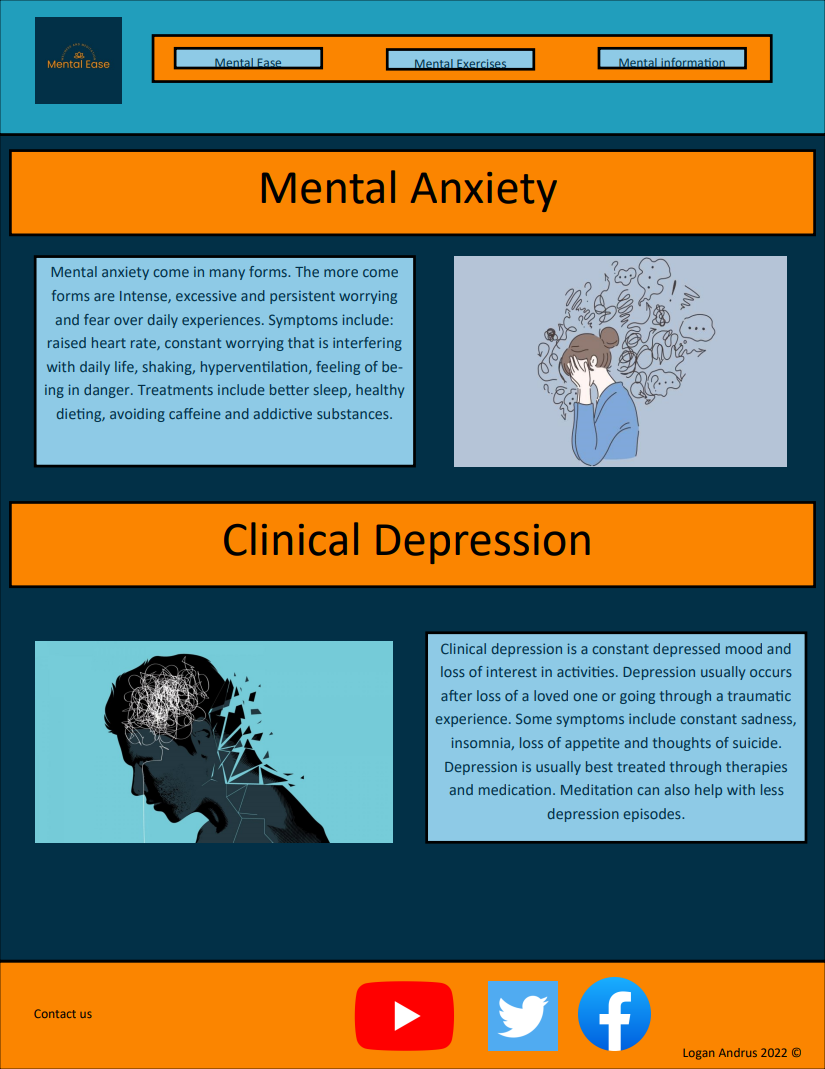 Mental Ease
Mental Ease
Mental Exercises
Mental information
Mental Anxiety
Mental anxiety come in many forms. The more come
forms are Intense, excessive and persistent worrying
and fear over daily experiences. Symptoms include:
raised heart rate, constant worrying that is interfering
with daily life, shaking, hyperventilation, feeling of be-
ing in danger. Treatments include better sleep, healthy
dieting, avoiding caffeine and addictive substances.
Clinical Depression
Clinical depression is a constant depressed mood and
loss of interest in activities. Depression usually occurs
after loss of a loved one or going through a traumatic
experience. Some symptoms include constant sadness,
insomnia, loss of appetite and thoughts of suicide.
Depression is usually best treated through therapies
and medication. Meditation can also help with less
depression episodes.
Contact us
Logan Andrus 2022 ©